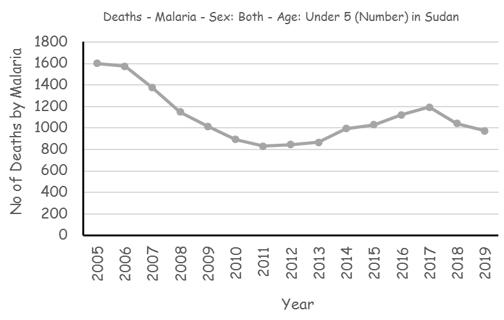 Deaths - Malaria - Sex: Both - Age: Under 5 (Number) in Sudan
No of Deaths by Malaria
1800
1600
1400
1200
1000
800
600
400
200
0
2005 2006 2007 2008 2009 2010 2011 2012 2013 2014 2015 2016 2017 2018 2019
Year